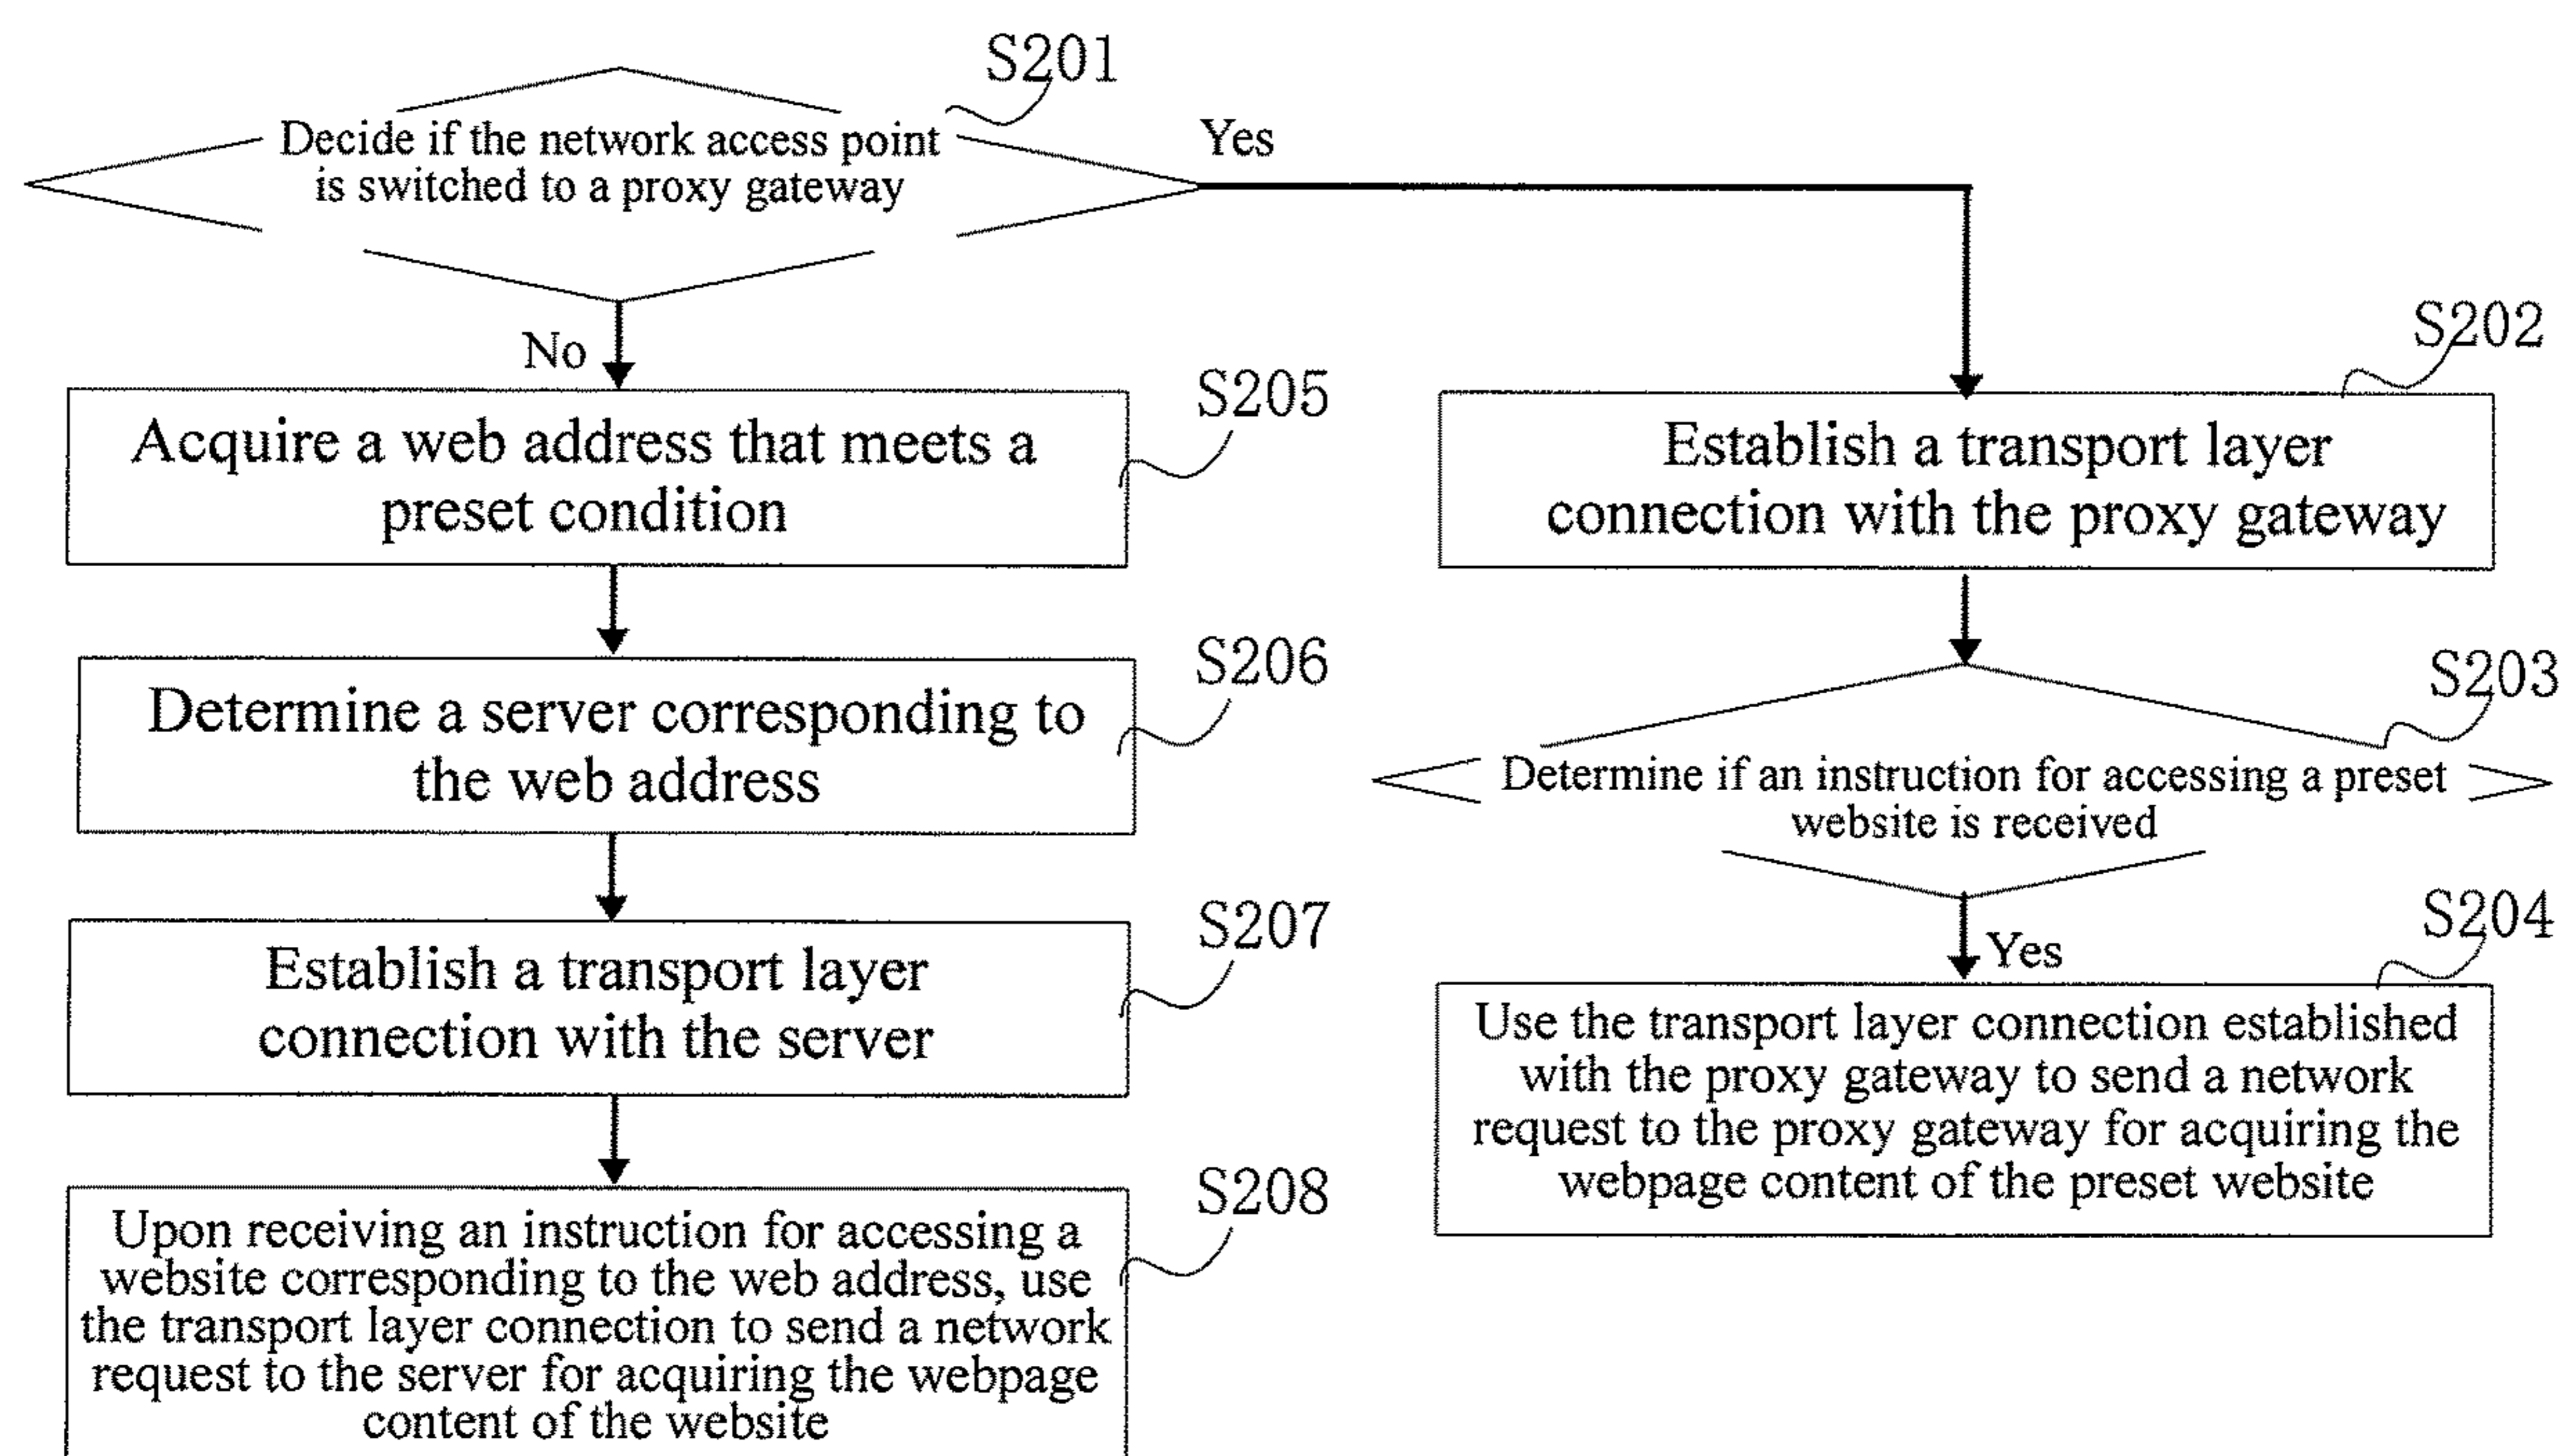 S201
Decide if the network access point
is switched to a proxy gateway
Yes
No
S205
Acquire a web address that meets a
preset condition
S206
Determine a server corresponding to
the web address
S207
Establish a transport layer
connection with the server
S208
Upon receiving an instruction for accessing a
website corresponding to the web address, use
the transport layer connection to send a network
request to the server for acquiring the webpage
content of the website
S202
Establish a transport layer
connection with the proxy gateway
S203
Determine if an instruction for accessing a preset
website is received
Yes
S204
Use the transport layer connection established
with the proxy gateway to send a network
request to the proxy gateway for acquiring the
webpage content of the preset website